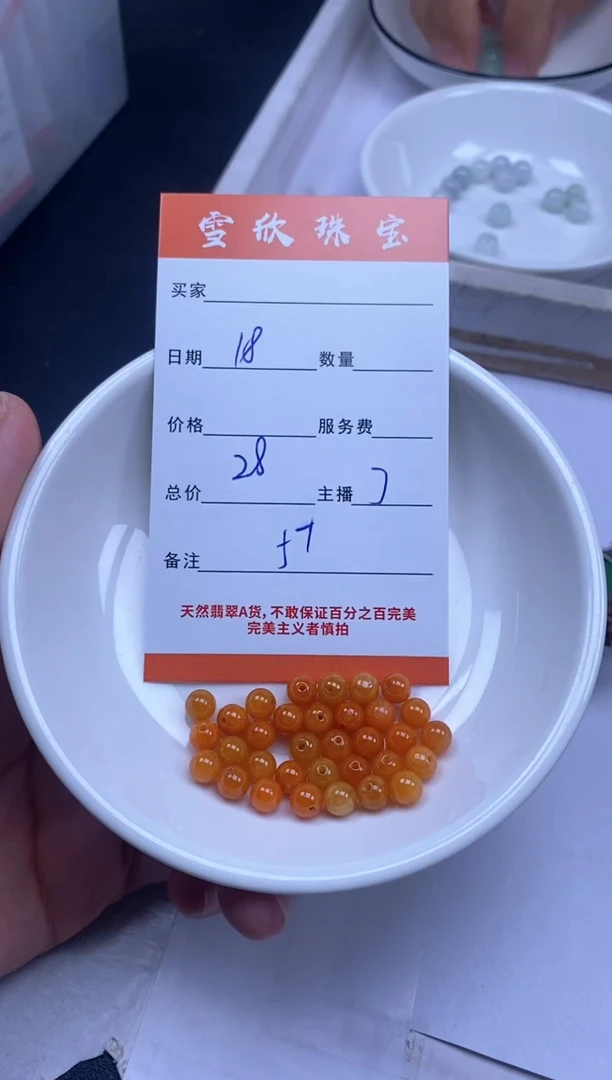 雪欣珠宝
买家
日期 18 数量
价格 服务费
总价 28 主播
备注
天然翡翠A货,不敢保证百分之百完美
完美主义者慎拍